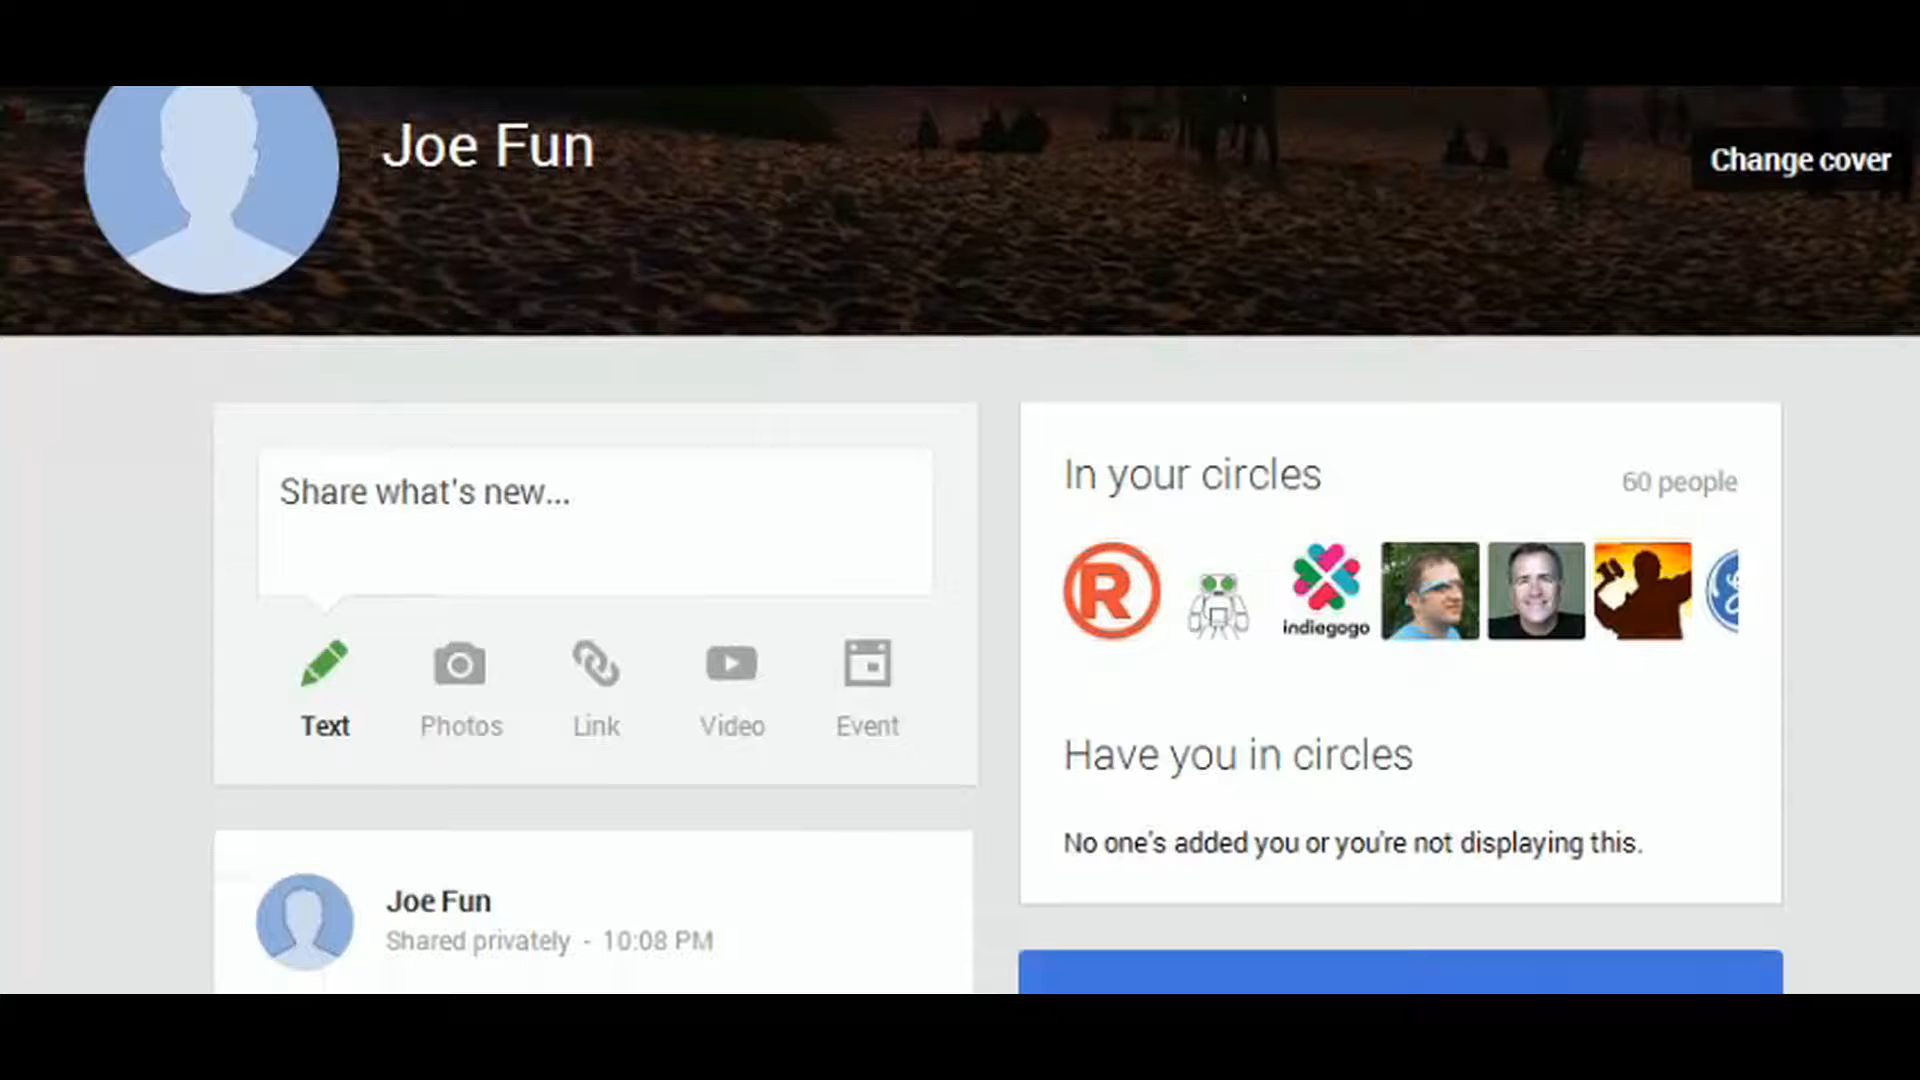 Joe Fun
Change cover
Share what's new...
Text
Photos
Link
Video
Event
In your circles
60 people
R
indiegogo
Have you in circles
No one's added you or you're not displaying this.
Joe Fun
Shared privately - 10:08 PM